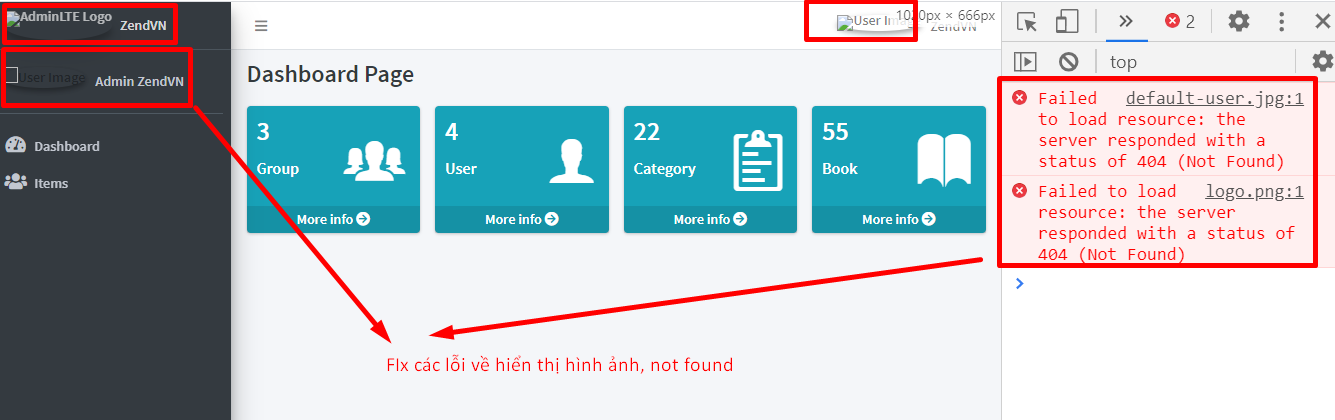 AdminLTE Logo ZendVN
User Image 1020px × 666px
ZendVN
2
top
User Image Admin ZendVN
Dashboard Page
Dashboard
Items
3
Group
More info
4
User
More info
22
Category
More info
55
Book
More info
Failed default-user.jpg:1
to load resource: the
server responded with a
status of 404 (Not Found)
Failed to load logo.png:1
resource: the server
responded with a status of
404 (Not Found)
FIx các lỗi về hiển thị hình ảnh, not found